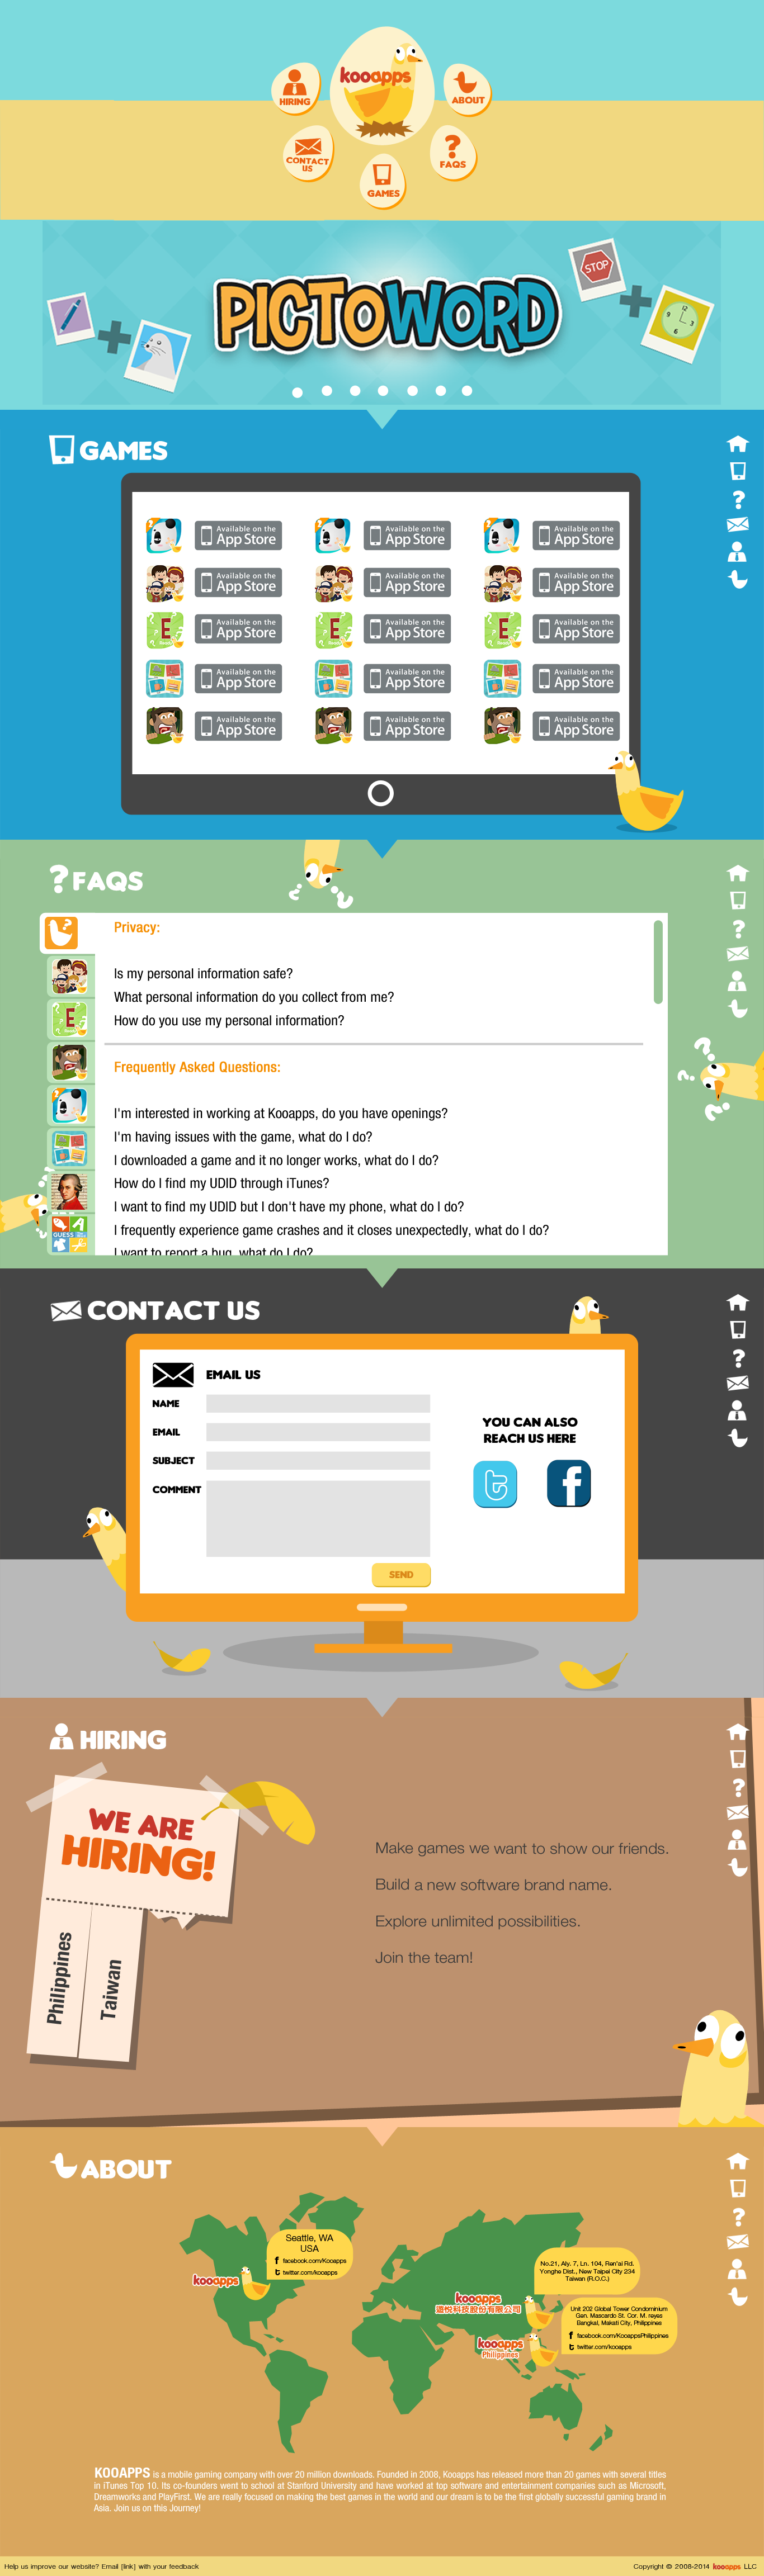 kooapps
HIRING
ABOUT
CONTACT
US
FAQS
GAMES
PICTOWORD
STOP
12
9
3
6
GAMES
Available on the
App Store
Available on the
App Store
Available on the
App Store
Available on the
App Store
Available on the
App Store
Available on the
App Store
E
Available on the
App Store
E
Available on the
App Store
E
Available on the
App Store
Available on the
App Store
Available on the
App Store
Available on the
App Store
Available on the
App Store
Available on the
App Store
Available on the
App Store
? FAQS
Privacy:
Is my personal information safe?
What personal information do you collect from me?
How do you use my personal information?
E
Frequently Asked Questions:
I'm interested in working at Kooapps, do you have openings?
I'm having issues with the game, what do I do?
I downloaded a game and it no longer works, what do I do?
How do I find my UDID through iTunes?
I want to find my UDID but I don't have my phone, what do I do?
I frequently experience game crashes and it closes unexpectedly, what do I do?
GUESS
I want to report a bug, what do I do?
CONTACT US
EMAIL US
NAME
EMAIL
SUBJECT
COMMENT
YOU CAN ALSO
REACH US HERE
SEND
HIRING
WE ARE
HIRING!
Philippines
Taiwan
Make games we want to show our friends.
Build a new software brand name.
Explore unlimited possibilities.
Join the team!
ABOUT
Seattle, WA
USA
facebook.com/Kooapps
twitter.com/kooapps
kooapps
No.21, Aly. 7, Ln. 104, Ren'ai Rd.
Yonghe Dist., New Taipei City 234
Taiwan (R.O.C.)
kooapps
遊悅科技股份有限公司
Unit 202 Global Tower Condominium
Gen. Mascardo St. Cor. M. reyes
Bangkal, Makati City, Philippines
facebook.com/KooappsPhilippines
twitter.com/kooapps
kooapps
Philippines
KOOAPPS is a mobile gaming company with over 20 million downloads. Founded in 2008, Kooapps has released more than 20 games with several titles
in iTunes Top 10. Its co-founders went to school at Stanford University and have worked at top software and entertainment companies such as Microsoft,
Dreamworks and PlayFirst. We are really focused on making the best games in the world and our dream is to be the first globally successful gaming brand in
Asia. Join us on this Journey!
Help us improve our website? Email [link] with your feedback
Copyright © 2008-2014 kooapps LLC